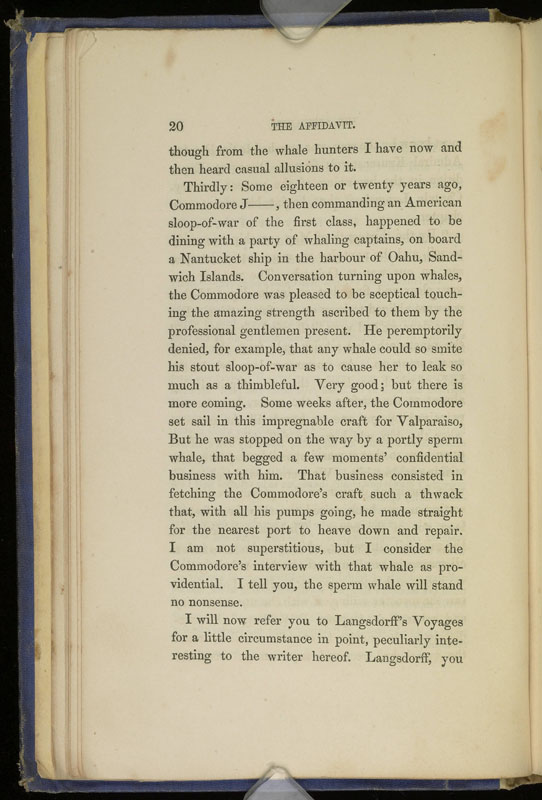 20 THE AFFIDAVIT.
though from the whale hunters I have now and
then heard casual allusions to it.
Thirdly: Some eighteen or twenty years ago,
Commodore J——, then commanding an American
sloop-of-war of the first class, happened to be
dining with a party of whaling captains, on board
a Nantucket ship in the harbour of Oahu, Sand-
wich Islands. Conversation turning upon whales,
the Commodore was pleased to be sceptical touch-
ing the amazing strength ascribed to them by the
professional gentlemen present. He peremptorily
denied, for example, that any whale could so smite
his stout sloop-of-war as to cause her to leak so
much as a thimbleful. Very good; but there is
more coming. Some weeks after, the Commodore
set sail in this impregnable craft for Valparaiso,
But he was stopped on the way by a portly sperm
whale, that begged a few moments' confidential
business with him. That business consisted in
fetching the Commodore's craft such a thwack
that, with all his pumps going, he made straight
for the nearest port to heave down and repair.
I am not superstitious, but I consider the
Commodore's interview with that whale as pro-
vidential. I tell you, the sperm whale will stand
no nonsense.
I will now refer you to Langsdorff's Voyages
for a little circumstance in point, peculiarly inte-
resting to the writer hereof. Langsdorff, you